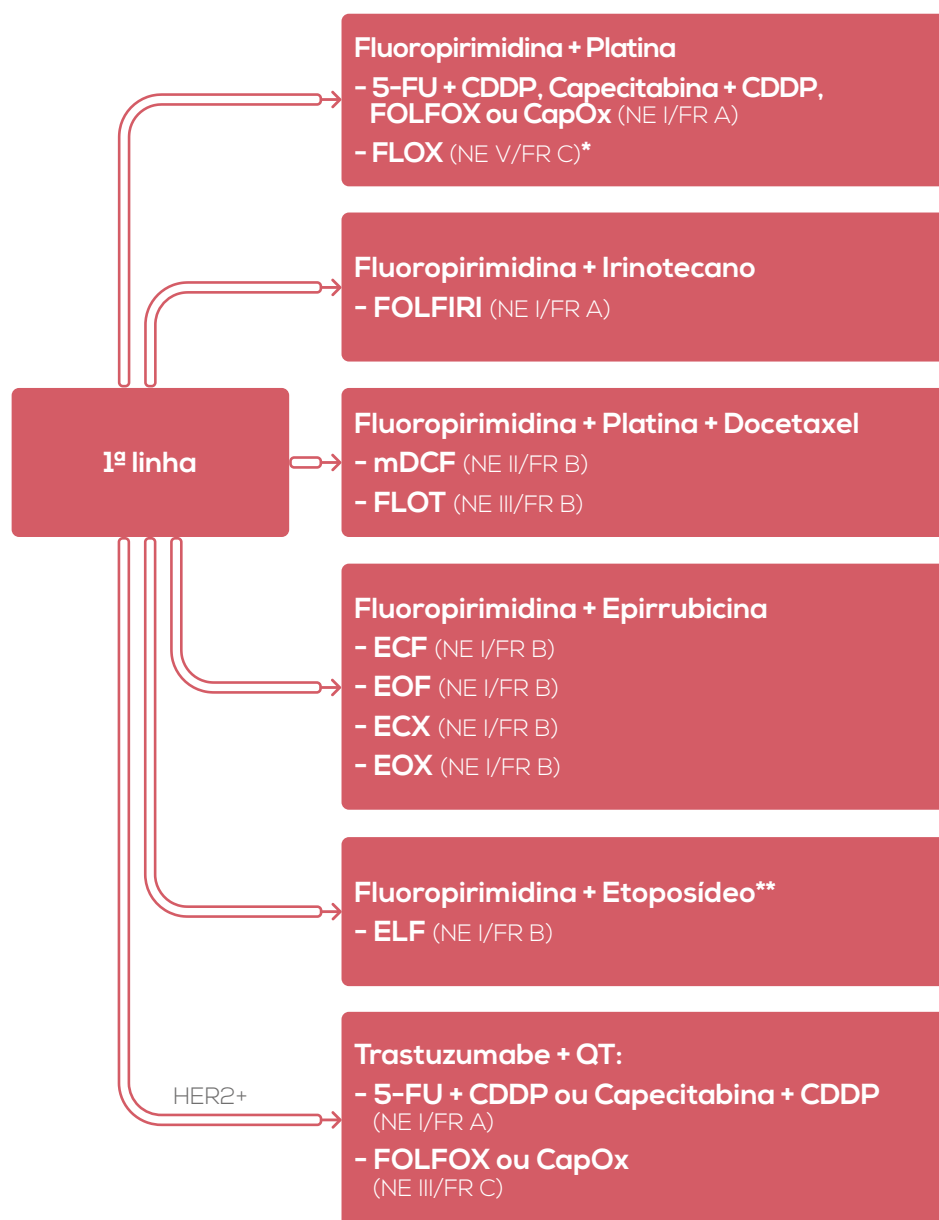 Fluoropirimidina + Platina
- 5-FU + CDDP, Capecitabina + CDDP,
FOLFOX ou CapOx (NE I/FR A)
- FLOX (NE V/FR C)*
Fluoropirimidina + Irinotecano
- FOLFIRI (NE I/FR A)
1ª linha
Fluoropirimidina + Platina + Docetaxel
- mDCF (NE II/FR B)
- FLOT (NE III/FR B)
Fluoropirimidina + Epirrubicina
- ECF (NE I/FR B)
- EOF (NE I/FR B)
- ECX (NE I/FR B)
- EOX (NE I/FR B)
Fluoropirimidina + Etoposídeo**
- ELF (NE I/FR B)
HER2+
Trastuzumabe + QT:
- 5-FU + CDDP ou Capecitabina + CDDP
(NE I/FR A)
- FOLFOX ou CapOx
(NE III/FR C)